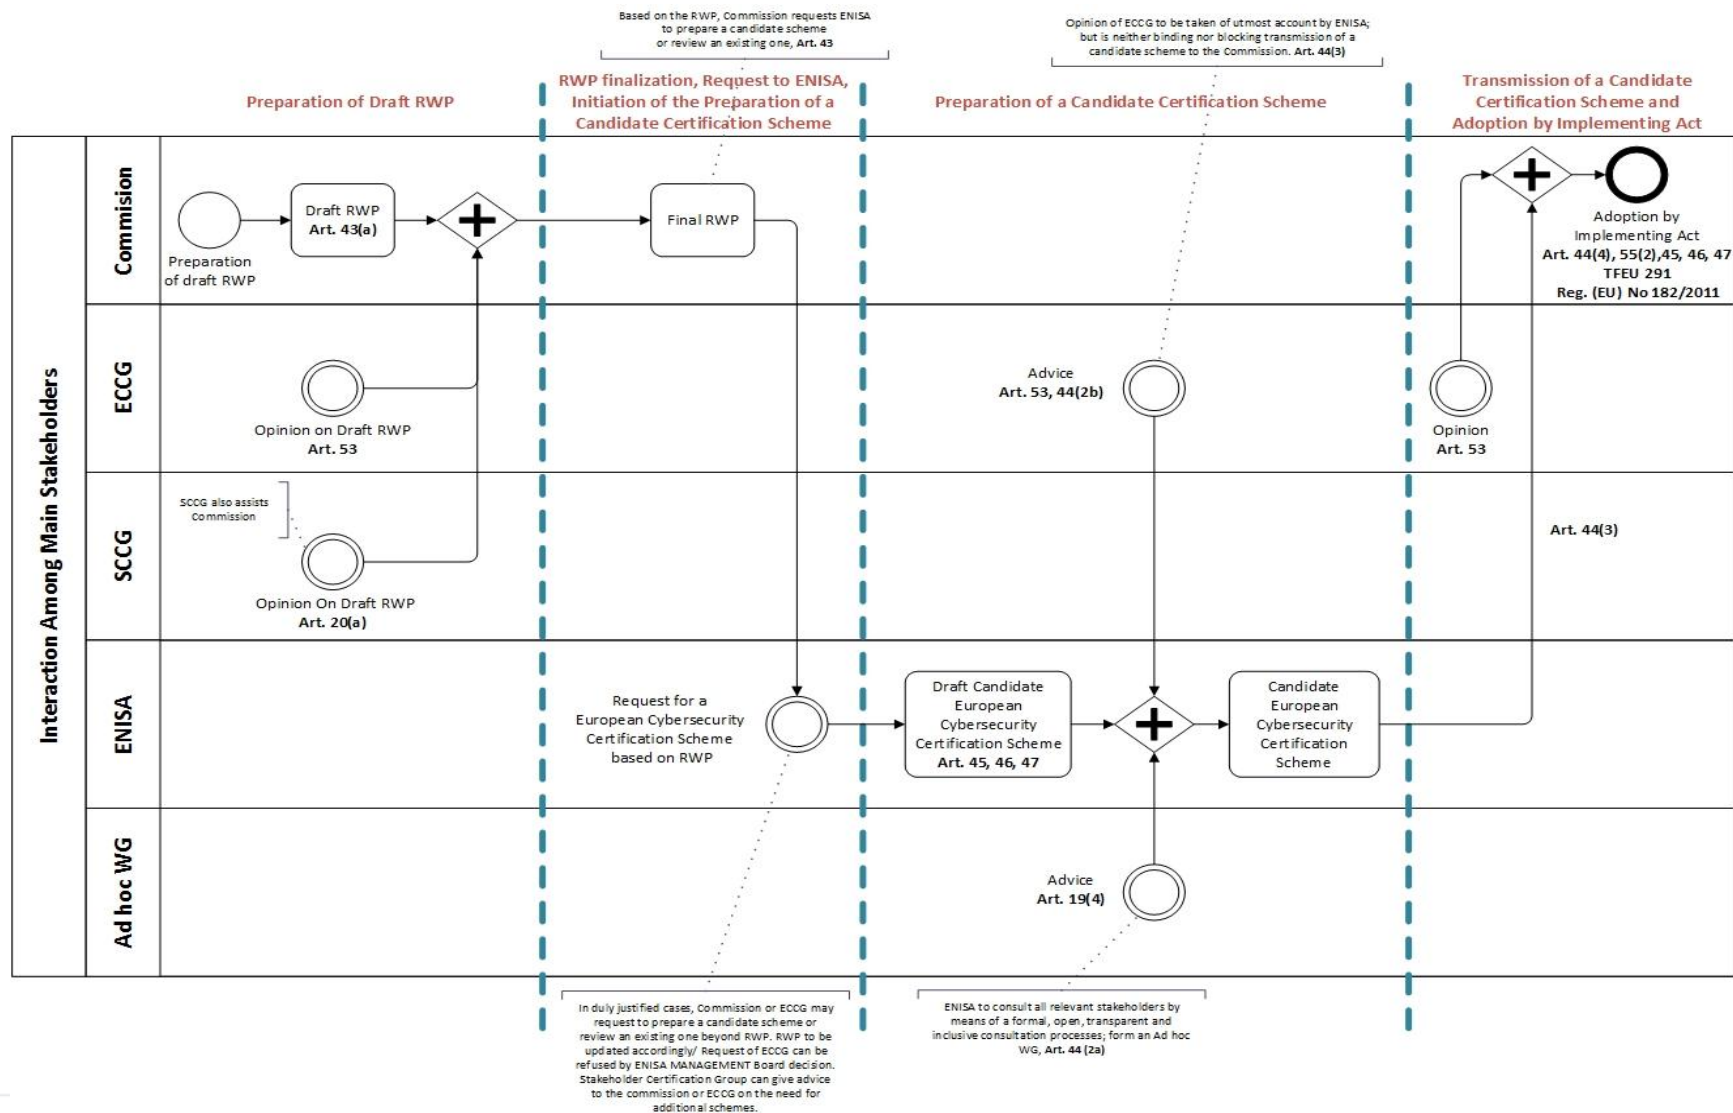 Based on the RWP, Commission requests ENISA
to prepare a candidate scheme
or review an existing one, Art. 43
Opinion of ECCG to be taken of utmost account by ENISA;
but is neither binding nor blocking transmission of a
candidate scheme to the Commission. Art. 44(3)
Preparation of Draft RWP
RWP finalization, Request to ENISA,
Initiation of the Preparation of a
Candidate Certification Scheme
Preparation of a Candidate Certification Scheme
Transmission of a Candidate
Certification Scheme and
Adoption by Implementing Act
Interaction Among Main Stakeholders
Commision
Preparation
of draft RWP
Draft RWP
Art. 43(a)
Final RWP
Adoption by
Implementing Act
Art. 44(4), 55(2),45, 46, 47
TFEU 291
Reg. (EU) No 182/2011
ECCG
Opinion on Draft RWP
Art. 53
Advice
Art. 53, 44(2b)
Opinion
Art. 53
SCCG
SCCG also assists
Commission
Opinion On Draft RWP
Art. 20(a)
Art. 44(3)
ENISA
Request for a
European Cybersecurity
Certification Scheme
based on RWP
Draft Candidate
European
Cybersecurity
Certification Scheme
Art. 45, 46, 47
Candidate
European
Cybersecurity
Certification
Scheme
Ad hoc WG
Advice
Art. 19(4)
In duly justified cases, Commission or ECCG may
request to prepare a candidate scheme or
review an existing one beyond RWP. RWP to be
updated accordingly/ Request of ECCG can be
refused by ENISA MANAGEMENT Board decision.
Stakeholder Certification Group can give advice
to the commission or ECCG on the need for
additional schemes.
ENISA to consult all relevant stakeholders by
means of a formal, open, transparent and
inclusive consultation processes; form an Ad hoc
WG, Art. 44 (2a)